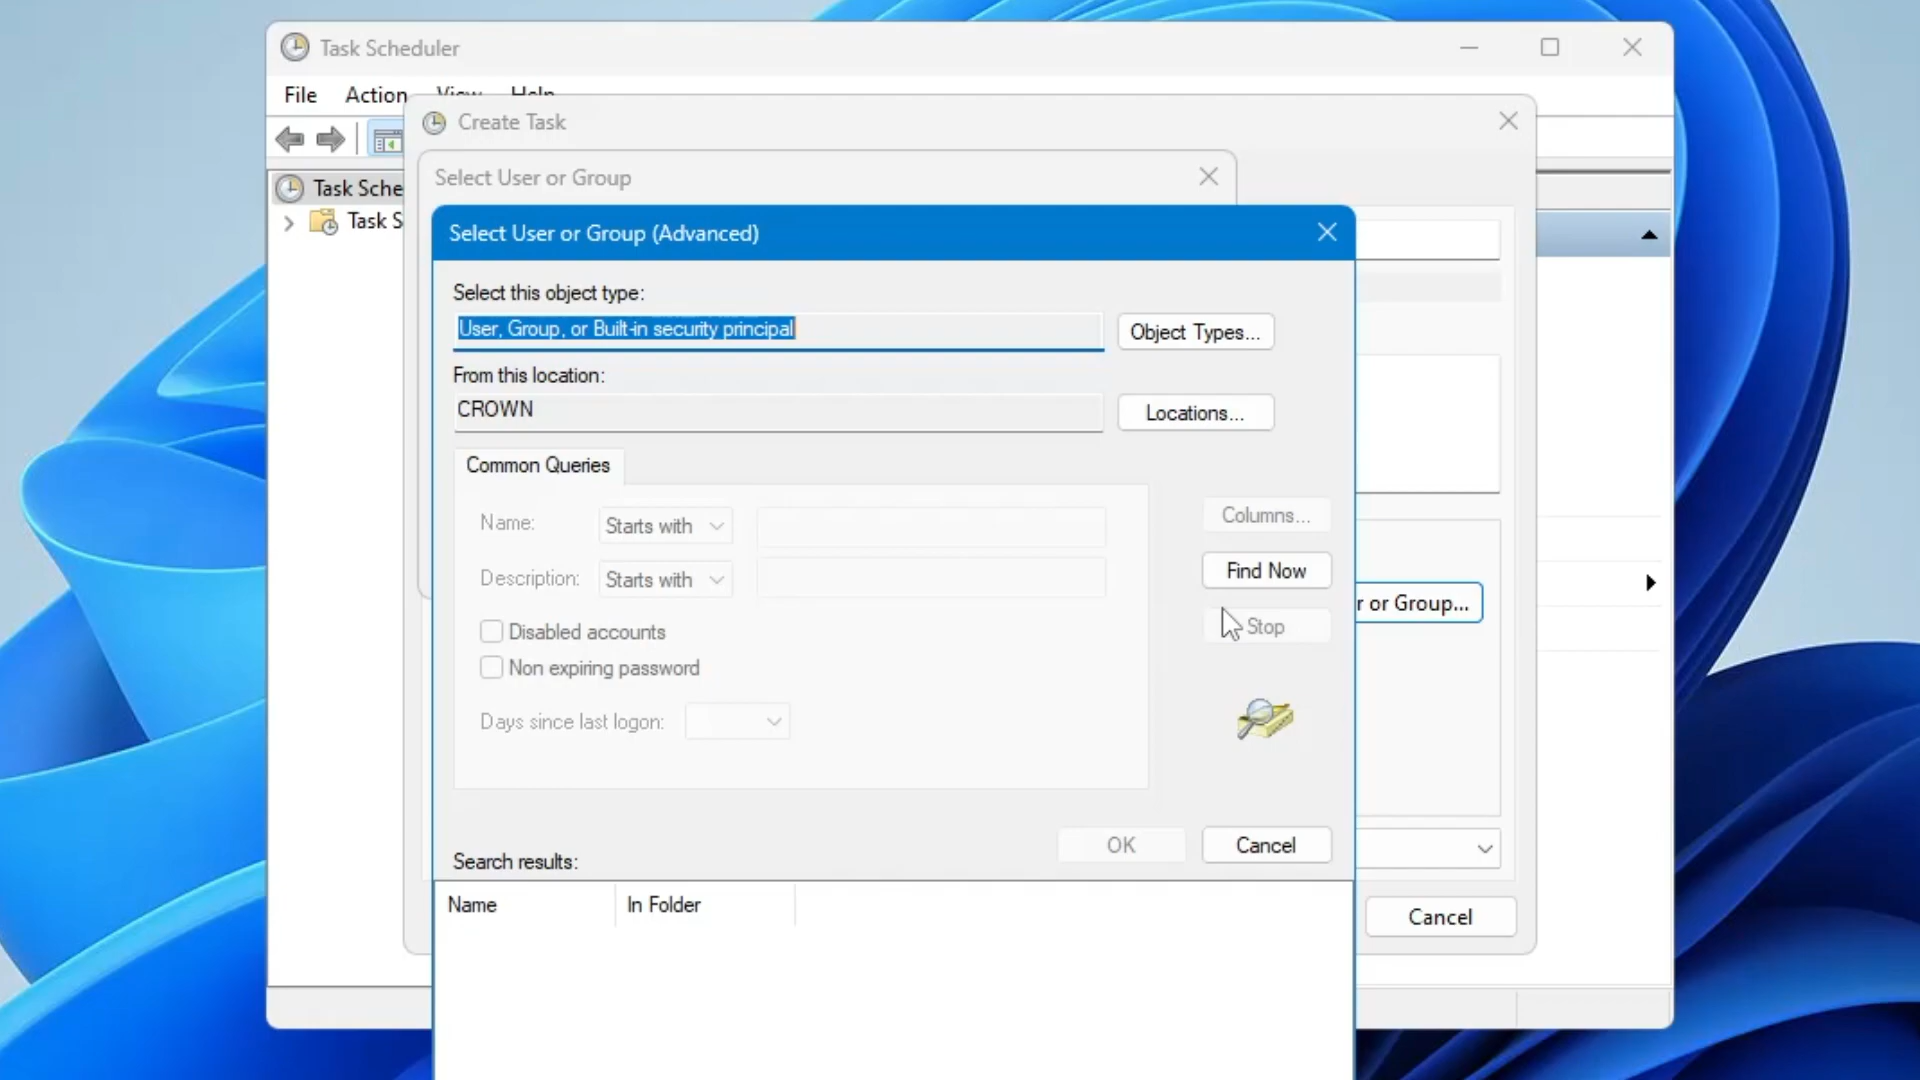 Task Scheduler
File Action View Help
Create Task
Select User or Group
Task Sche
Task S
Select User or Group (Advanced)
Select this object type:
User, Group, or Built-in security principal
Object Types...
From this location:
CROWN
Locations...
Common Queries
Name: Starts with
Columns...
Description: Starts with
Find Now
r or Group...
Disabled accounts
Stop
Non expiring password
Days since last logon:
OK
Cancel
Search results:
Name In Folder
Cancel